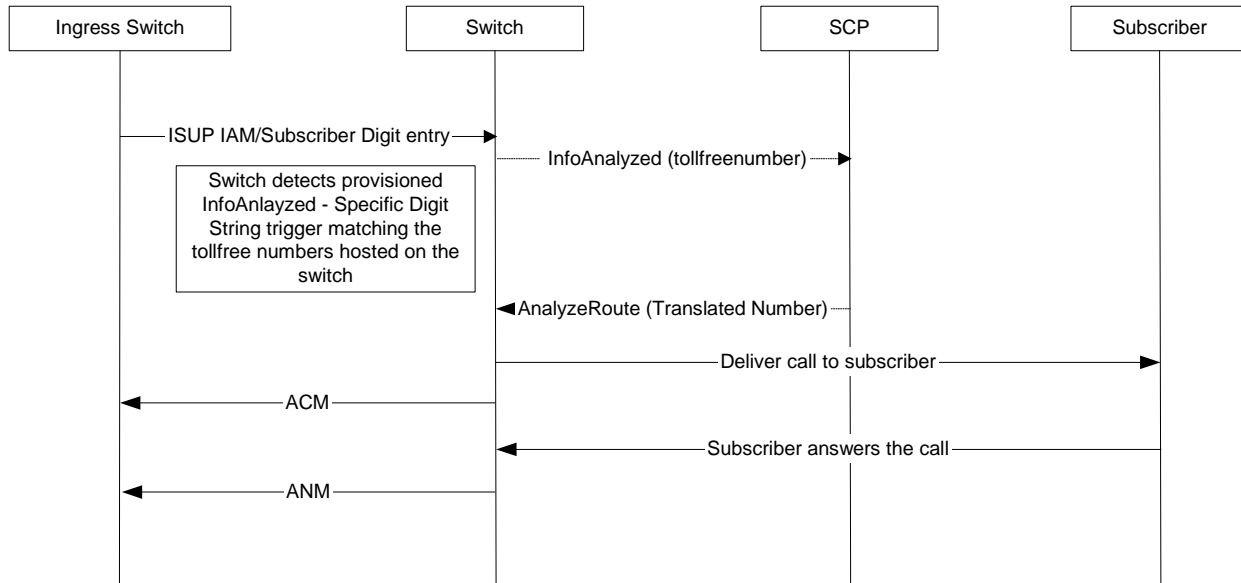 Ingress Switch
Switch
SCP
Subscriber
ISUP IAM/Subscriber Digit entry
InfoAnalyzed (tollfreenumber)
Switch detects provisioned
InfoAnlayzed - Specific Digit
String trigger matching the
tollfree numbers hosted on the
switch
AnalyzeRoute (Translated Number)
Deliver call to subscriber
ACM
Subscriber answers the call
ANM